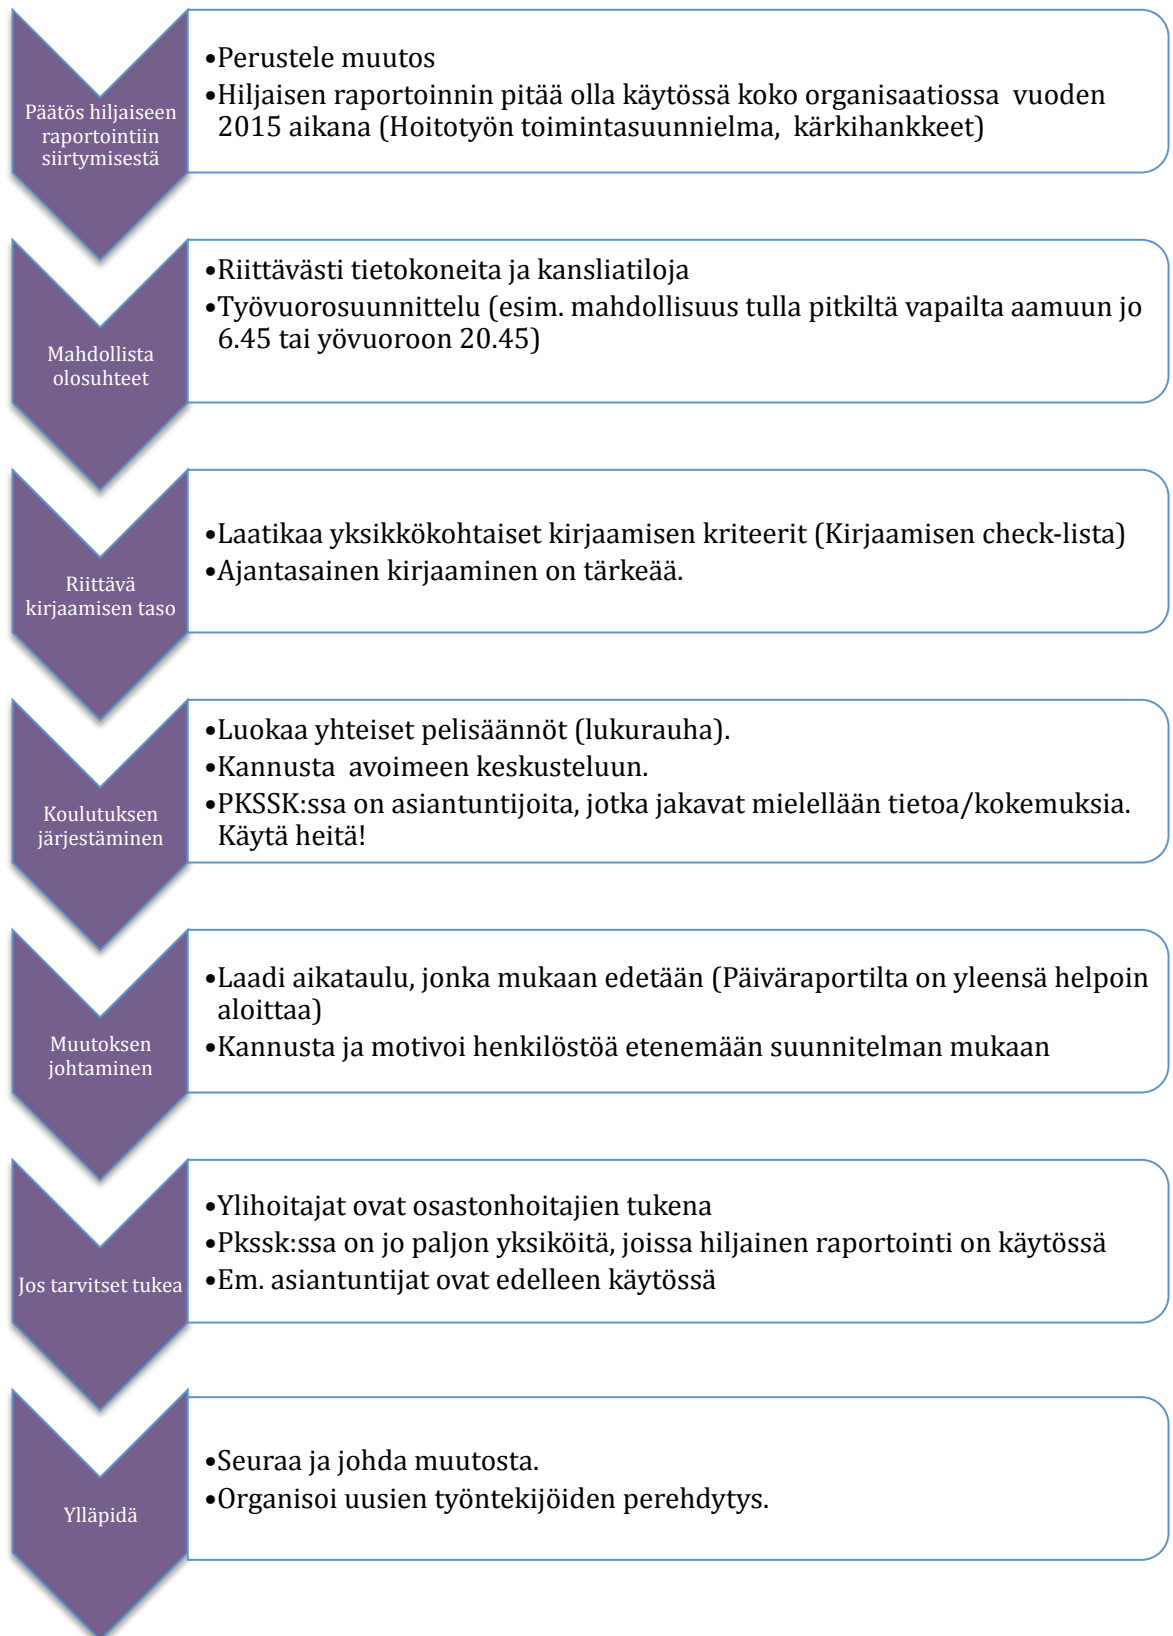 Päätös hiljaiseen
raportointiin
siirtymisestä
•Perustele muutos
•Hiljaisen raportoinnin pitää olla käytössä koko organisaatiossa  vuoden
2015 aikana (Hoitotyön toimintasuunnielma,  kärkihankkeet)
Mahdollista
olosuhteet
•Riittävästi tietokoneita ja kansliatiloja
•Työvuorosuunnittelu (esim. mahdollisuus tulla pitkiltä vapailta aamuun jo
6.45 tai yövuoroon 20.45)
Riittävä
kirjaamisen taso
•Laatikaa yksikkökohtaiset kirjaamisen kriteerit (Kirjaamisen check-lista)
•Ajantasainen kirjaaminen on tärkeää.
Koulutuksen
järjestäminen
•Luokaa yhteiset pelisäännöt (lukurauha).
•Kannusta  avoimeen keskusteluun.
•PKSSK:ssa on asiantuntijoita, jotka jakavat mielellään tietoa/kokemuksia.
Käytä heitä!
Muutoksen
johtaminen
•Laadi aikataulu, jonka mukaan edetään (Päiväraportilta on yleensä helpoin
aloittaa)
•Kannusta ja motivoi henkilöstöä etenemään suunnitelman mukaan
Jos tarvitset tukea
•Ylihoitajat ovat osastonhoitajien tukena
•Pkssk:ssa on jo paljon yksiköitä, joissa hiljainen raportointi on käytössä
•Em. asiantuntijat ovat edelleen käytössä
Ylläpidä
•Seuraa ja johda muutosta.
•Organisoi uusien työntekijöiden perehdytys.